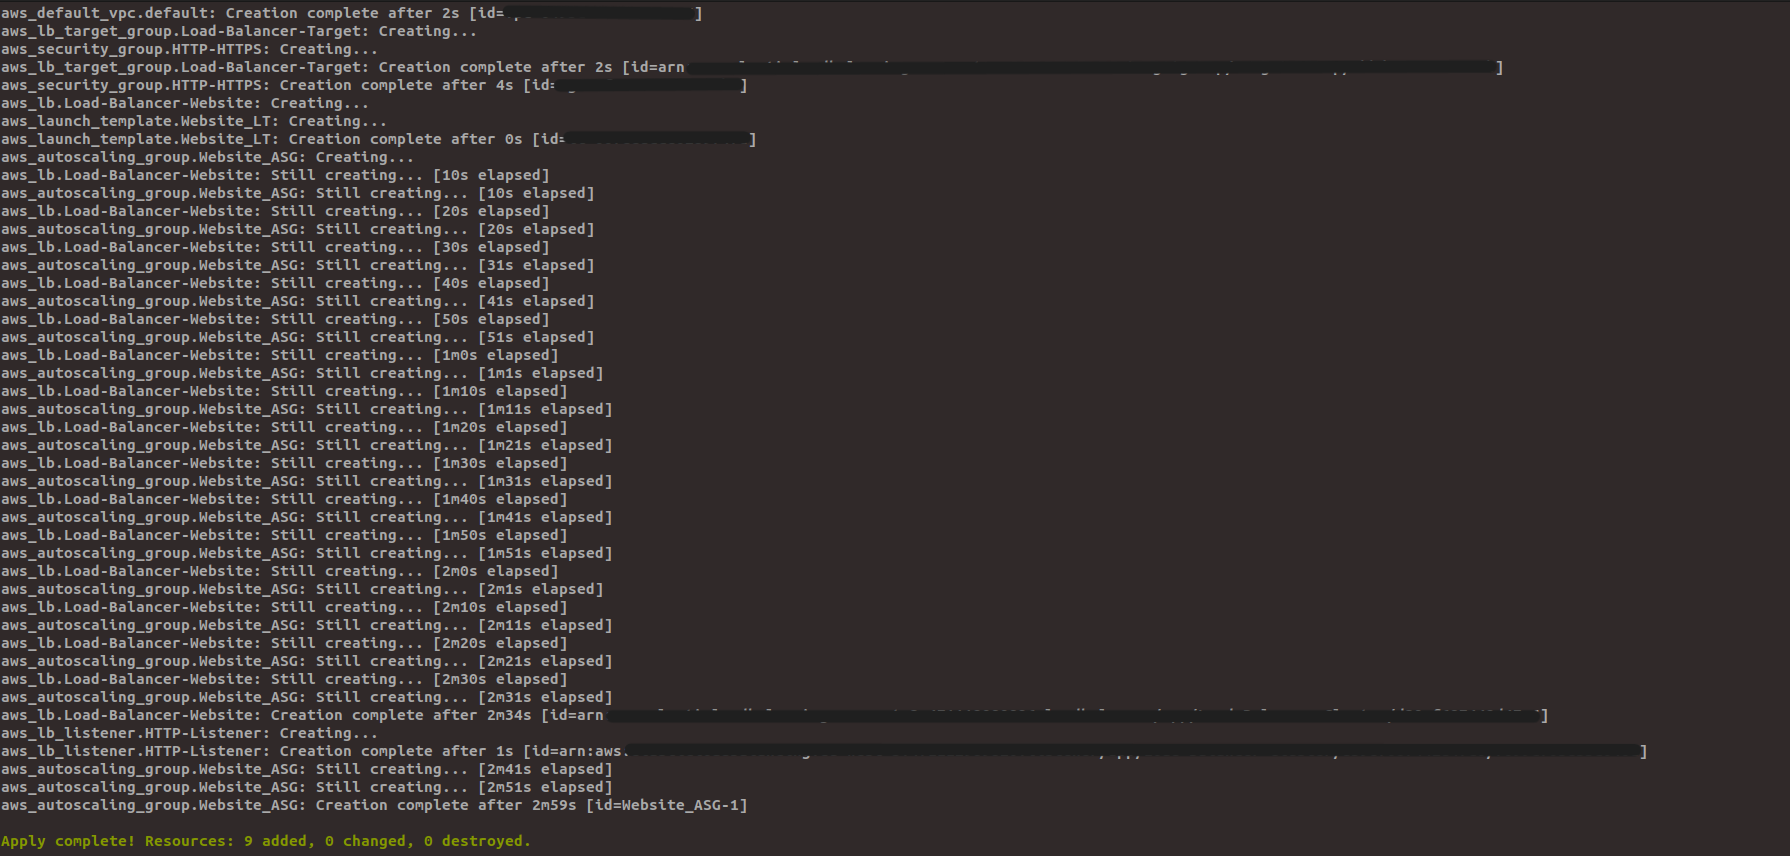 aws_default_vpc.default: Creation complete after 2s [id= ]
aws_lb_target_group.Load-Balancer-Target: Creating...
aws_security_group.HTTP-HTTPS: Creating...
aws_lb_target_group.Load-Balancer-Target: Creation complete after 2s [id=arn ]
aws_security_group.HTTP-HTTPS: Creation complete after 4s [id= ]
aws_lb.Load-Balancer-Website: Creating...
aws_launch_template.Website_LT: Creating...
aws_launch_template.Website_LT: Creation complete after 0s [id= ]
aws_autoscaling_group.Website_ASG: Creating...
aws_lb.Load-Balancer-Website: Still creating... [10s elapsed]
aws_autoscaling_group.Website_ASG: Still creating... [10s elapsed]
aws_lb.Load-Balancer-Website: Still creating... [20s elapsed]
aws_autoscaling_group.Website_ASG: Still creating... [20s elapsed]
aws_lb.Load-Balancer-Website: Still creating... [30s elapsed]
aws_autoscaling_group.Website_ASG: Still creating... [31s elapsed]
aws_lb.Load-Balancer-Website: Still creating... [40s elapsed]
aws_autoscaling_group.Website_ASG: Still creating... [41s elapsed]
aws_lb.Load-Balancer-Website: Still creating... [50s elapsed]
aws_autoscaling_group.Website_ASG: Still creating... [51s elapsed]
aws_lb.Load-Balancer-Website: Still creating... [1m0s elapsed]
aws_autoscaling_group.Website_ASG: Still creating... [1m1s elapsed]
aws_lb.Load-Balancer-Website: Still creating... [1m10s elapsed]
aws_autoscaling_group.Website_ASG: Still creating... [1m11s elapsed]
aws_lb.Load-Balancer-Website: Still creating... [1m20s elapsed]
aws_autoscaling_group.Website_ASG: Still creating... [1m21s elapsed]
aws_lb.Load-Balancer-Website: Still creating... [1m30s elapsed]
aws_autoscaling_group.Website_ASG: Still creating... [1m31s elapsed]
aws_lb.Load-Balancer-Website: Still creating... [1m40s elapsed]
aws_autoscaling_group.Website_ASG: Still creating... [1m41s elapsed]
aws_lb.Load-Balancer-Website: Still creating... [1m50s elapsed]
aws_autoscaling_group.Website_ASG: Still creating... [1m51s elapsed]
aws_lb.Load-Balancer-Website: Still creating... [2m0s elapsed]
aws_autoscaling_group.Website_ASG: Still creating... [2m1s elapsed]
aws_lb.Load-Balancer-Website: Still creating... [2m10s elapsed]
aws_autoscaling_group.Website_ASG: Still creating... [2m11s elapsed]
aws_lb.Load-Balancer-Website: Still creating... [2m20s elapsed]
aws_autoscaling_group.Website_ASG: Still creating... [2m21s elapsed]
aws_lb.Load-Balancer-Website: Still creating... [2m30s elapsed]
aws_autoscaling_group.Website_ASG: Still creating... [2m31s elapsed]
aws_lb.Load-Balancer-Website: Creation complete after 2m34s [id=arn ]
aws_lb_listener.HTTP-Listener: Creating...
aws_lb_listener.HTTP-Listener: Creation complete after 1s [id=arn:aws ]
aws_autoscaling_group.Website_ASG: Still creating... [2m41s elapsed]
aws_autoscaling_group.Website_ASG: Still creating... [2m51s elapsed]
aws_autoscaling_group.Website_ASG: Creation complete after 2m59s [id=Website_ASG-1]
Apply complete! Resources: 9 added, 0 changed, 0 destroyed.